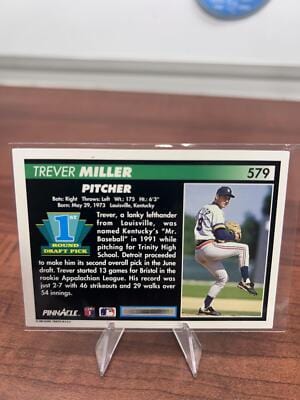 TREVER MILLER
579
PITCHER
Bats: Right Throws: Left Wt.: 175 Ht.: 6'3"
Born: May 29, 1973 Louisville, Kentucky
1ST
ROUND
DRAFT PICK
Trever, a lanky lefthander
from Louisville, was
named Kentucky's "Mr.
Baseball" in 1991 while
pitching for Trinity High
School. Detroit proceeded
to make him its second overall pick in the June
draft. Trever started 13 games for Bristol in the
rookie Appalachian League. His record
was just 2-7 with 46 strikeouts and 29 walks over
54 innings.
PINNACLE